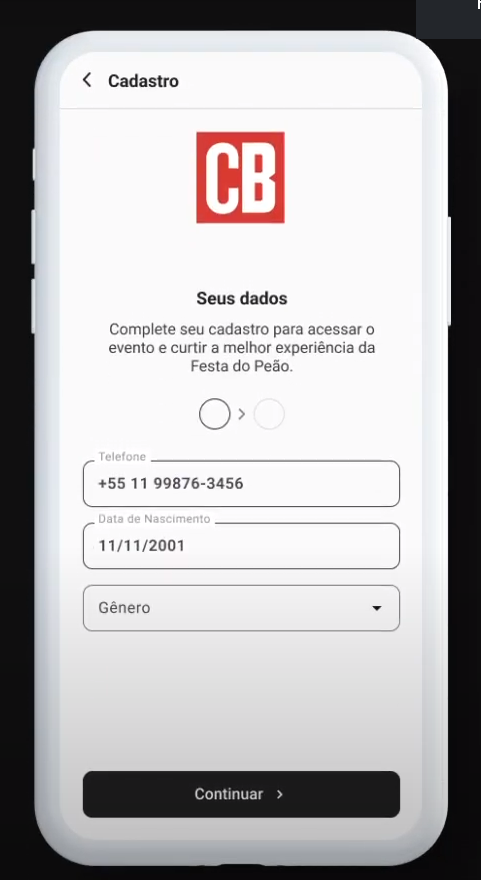 Cadastro
CB
Seus dados
Complete seu cadastro para acessar o
evento e curtir a melhor experiência da
Festa do Peão.
Telefone
+55 11 99876-3456
Data de Nascimento
11/11/2001
Gênero
Continuar